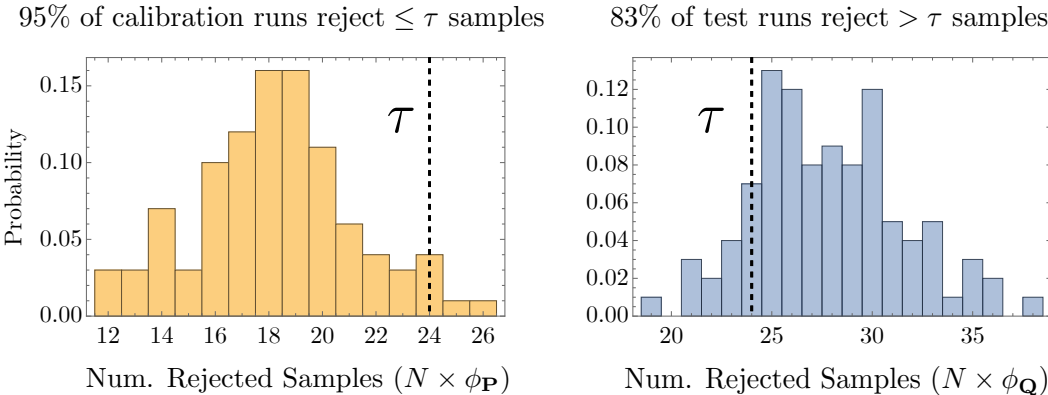 95% of calibration runs reject ≤ τ samples
83% of test runs reject > τ samples
Probability
0.15
0.10
0.05
0.00
τ
12 14 16 18 20 22 24 26
Num. Rejected Samples (N × ϕ_P)
0.12
0.10
0.08
0.06
0.04
0.02
0.00
τ
20 25 30 35
Num. Rejected Samples (N × ϕ_Q)